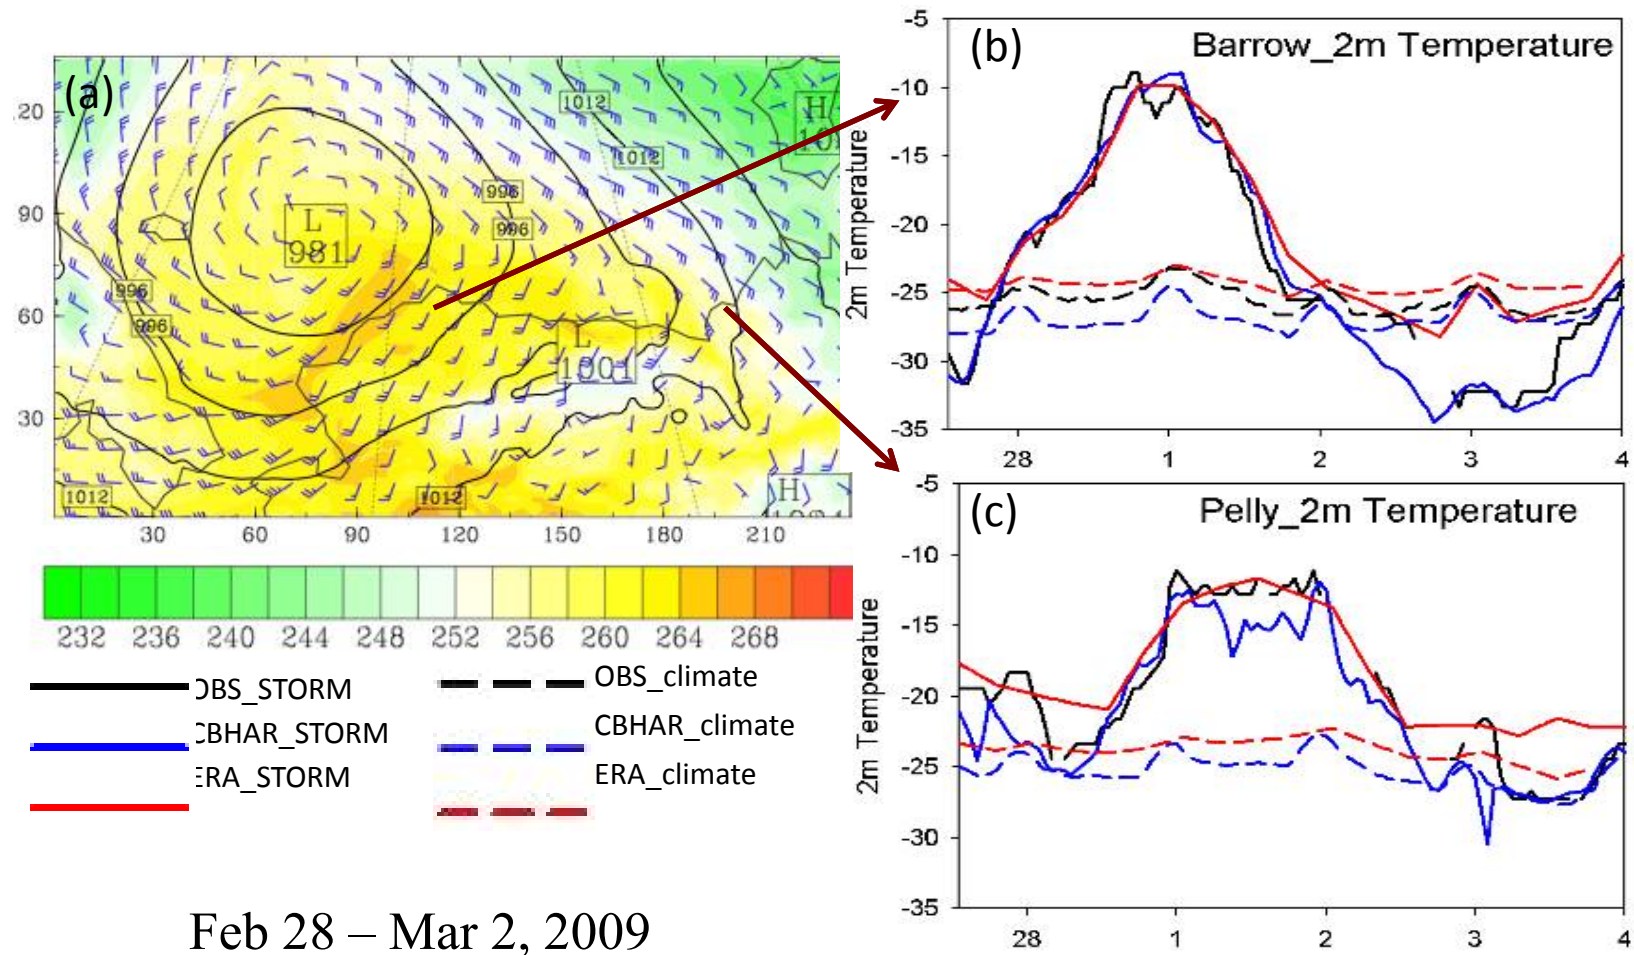 (a)
20
90
60
30
1012
1012
H
996
996
L
981
996
996
L
1001
1012
1012
H
30 60 90 120 150 180 210
232 236 240 244 248 252 256 260 264 268
OBS_STORM
OBS_climate
CBHAR_STORM
CBHAR_climate
ERA_STORM
ERA_climate
Feb 28 – Mar 2, 2009
(b)
Barrow_2m Temperature
2m Temperature
-5
-10
-15
-20
-25
-30
-35
28 1 2 3 4
(c)
Pelly_2m Temperature
2m Temperature
-5
-10
-15
-20
-25
-30
-35
28 1 2 3 4